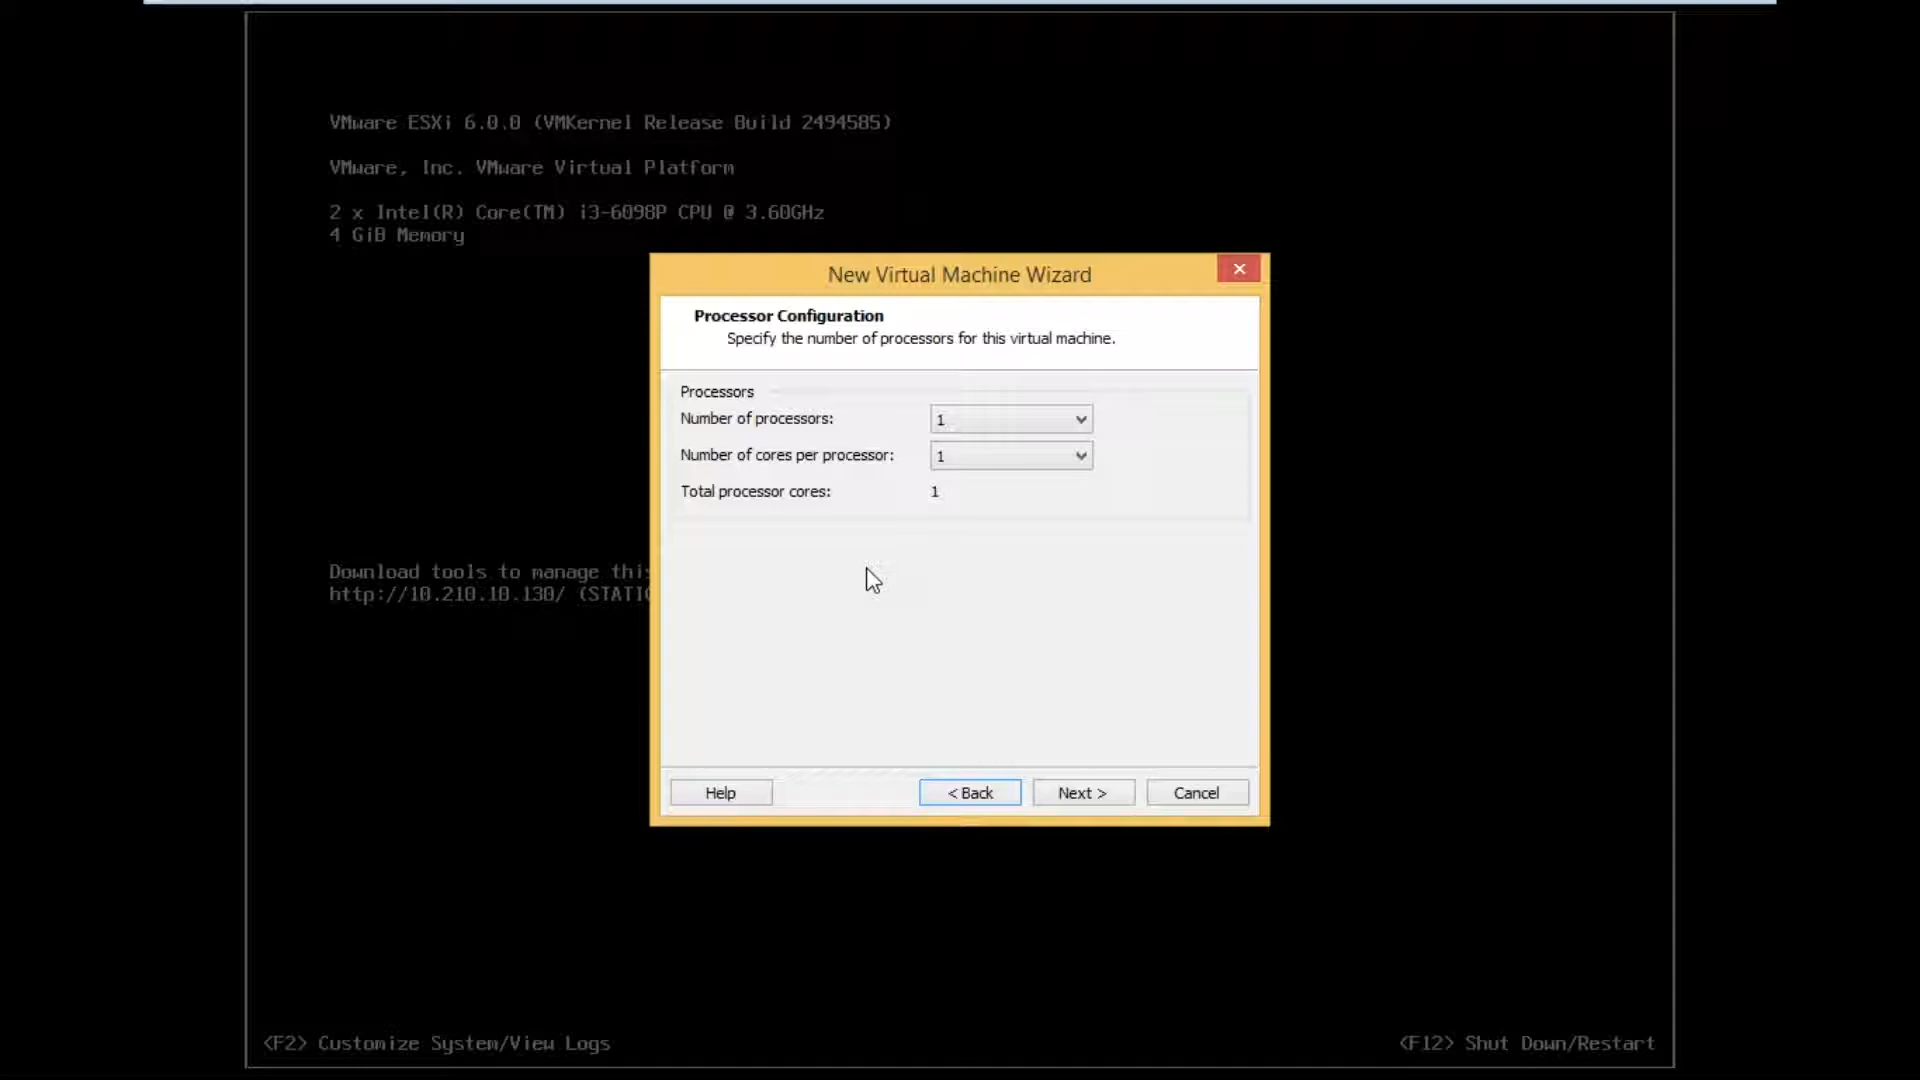 VMware ESXi 6.0.0 (VMKernel Release Build 2494585)
VMware, Inc. VMware Virtual Platform
2 x Intel(R) Core(TM) i3-6098P CPU @ 3.60GHz
4 GiB Memory
New Virtual Machine Wizard
Processor Configuration
Specify the number of processors for this virtual machine.
Processors
Number of processors: 1
Number of cores per processor: 1
Total processor cores: 1
Download tools to manage this
http://10.210.10.130/ (STATIC
Help < Back Next > Cancel
<F2> Customize System/View Logs <F12> Shut Down/Restart